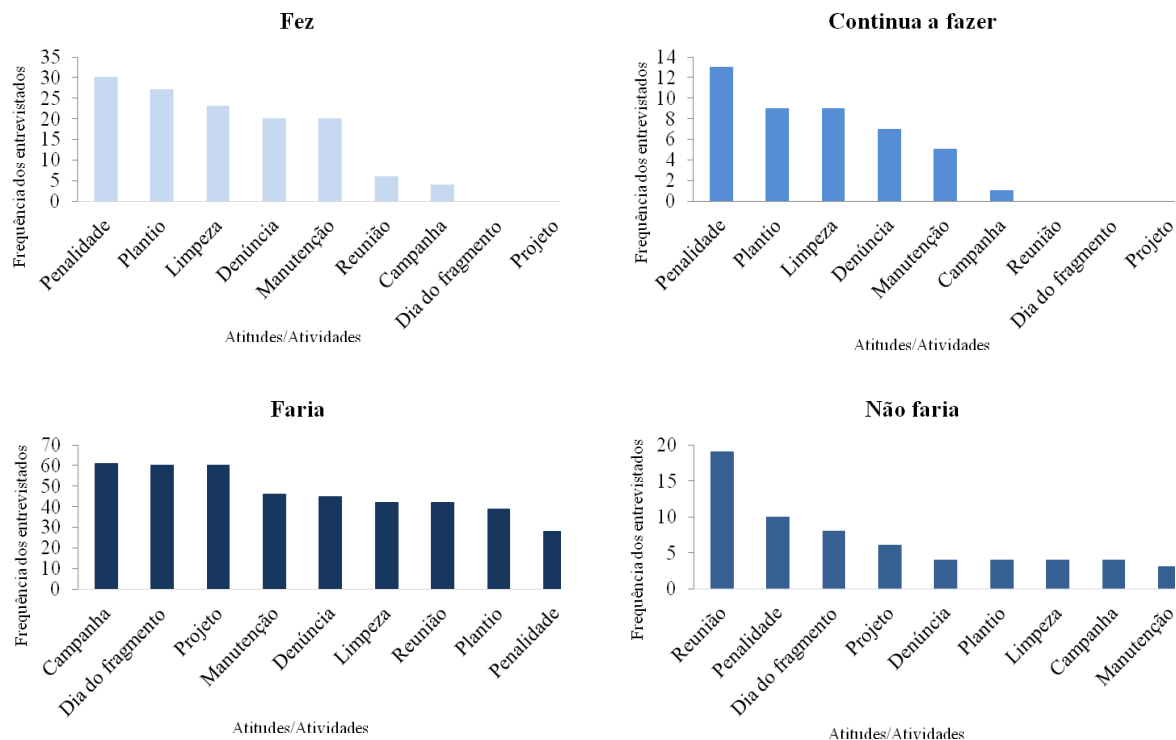 Fez
Frequência dos entrevistados
35
30
25
20
15
10
5
0
Penalidade
Plantio
Limpeza
Denúncia
Manutenção
Reunião
Campanha
Dia do fragmento
Projeto
Atitudes/Atividades
Continua a fazer
Frequência dos entrevistados
14
12
10
8
6
4
2
0
Penalidade
Plantio
Limpeza
Denúncia
Manutenção
Campanha
Reunião
Dia do fragmento
Projeto
Atitudes/Atividades
Faria
Frequência dos entrevistados
70
60
50
40
30
20
10
0
Campanha
Dia do fragmento
Projeto
Manutenção
Denúncia
Limpeza
Reunião
Plantio
Penalidade
Atitudes/Atividades
Não faria
Frequência dos entrevistados
20
15
10
5
0
Reunião
Penalidade
Dia do fragmento
Projeto
Denúncia
Plantio
Limpeza
Campanha
Manutenção
Atitudes/Atividades